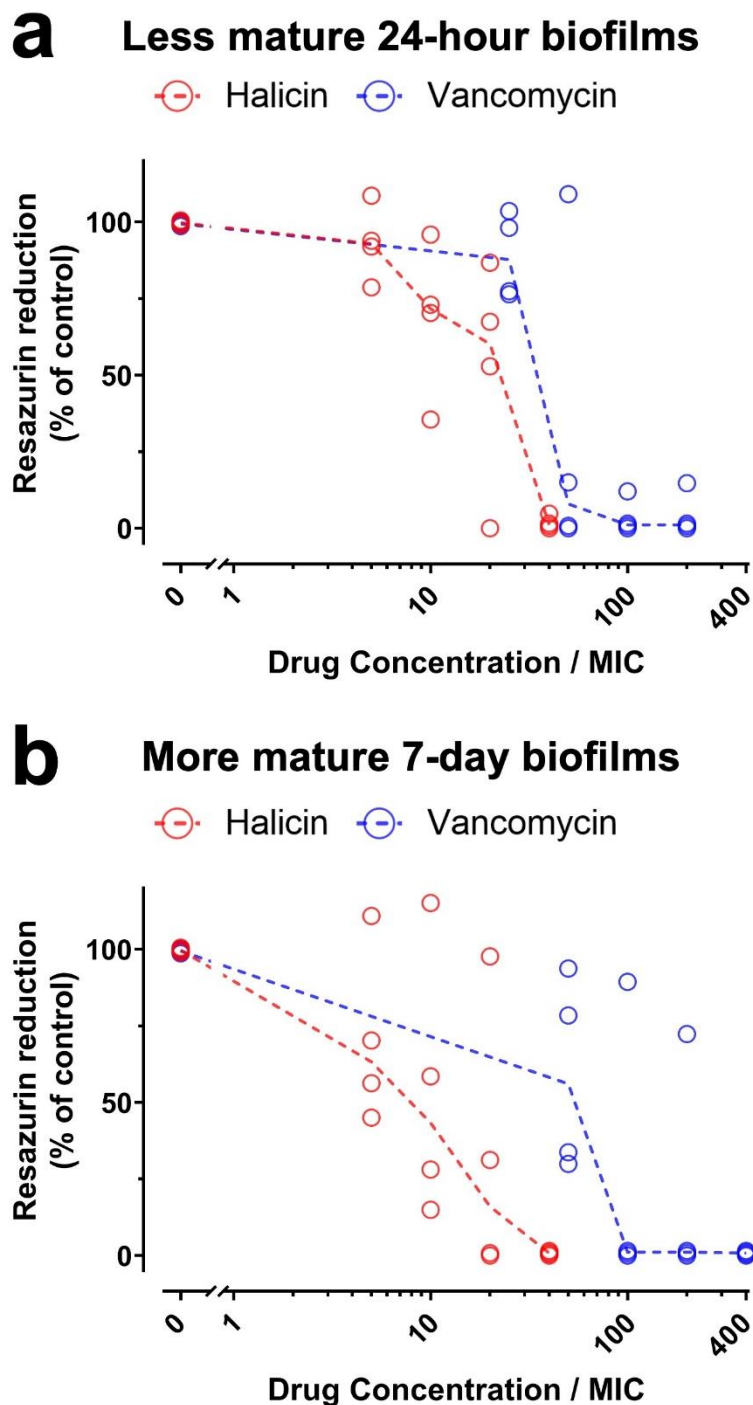 a Less mature 24-hour biofilms
Halicin Vancomycin
Resazurin reduction
(% of control)
100
50
0
0 1 10 100 400
Drug Concentration / MIC
b More mature 7-day biofilms
Halicin Vancomycin
Resazurin reduction
(% of control)
100
50
0
0 1 10 100 400
Drug Concentration / MIC